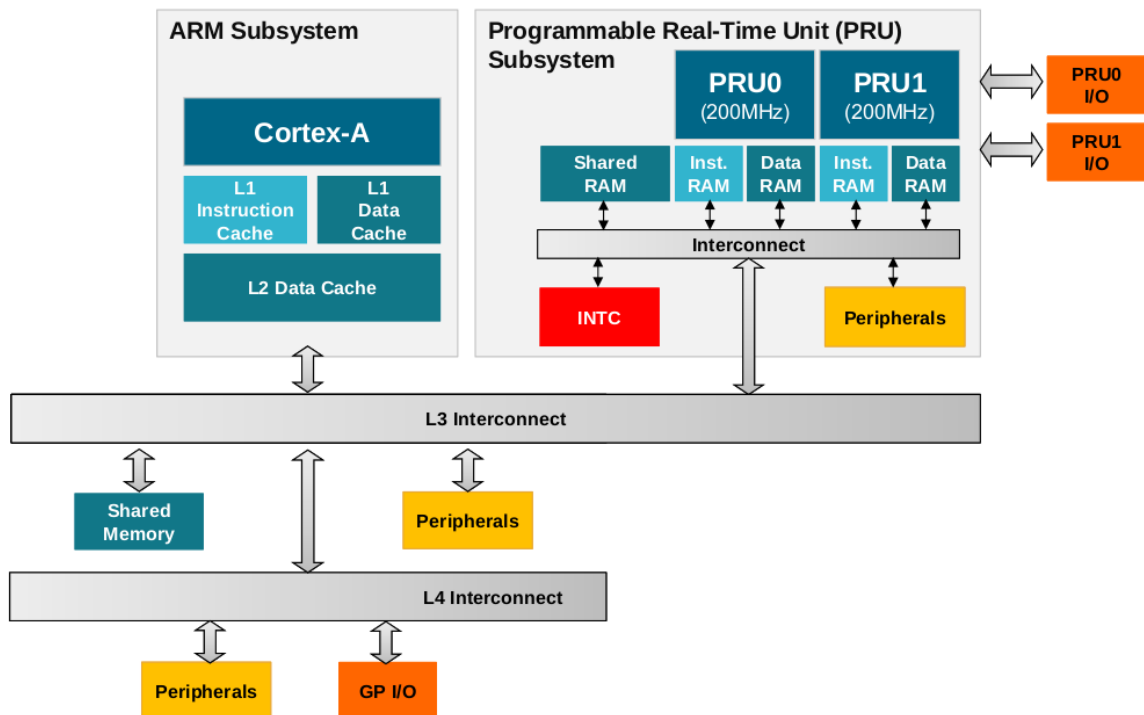 ARM Subsystem
Cortex-A
L1
Instruction
Cache
L1
Data
Cache
L2 Data Cache
Programmable Real-Time Unit (PRU)
Subsystem
PRU0
(200MHz)
PRU1
(200MHz)
Shared
RAM
Inst.
RAM
Data
RAM
Inst.
RAM
Data
RAM
Interconnect
INTC
Peripherals
PRU0
I/O
PRU1
I/O
L3 Interconnect
Shared
Memory
Peripherals
L4 Interconnect
Peripherals
GP I/O